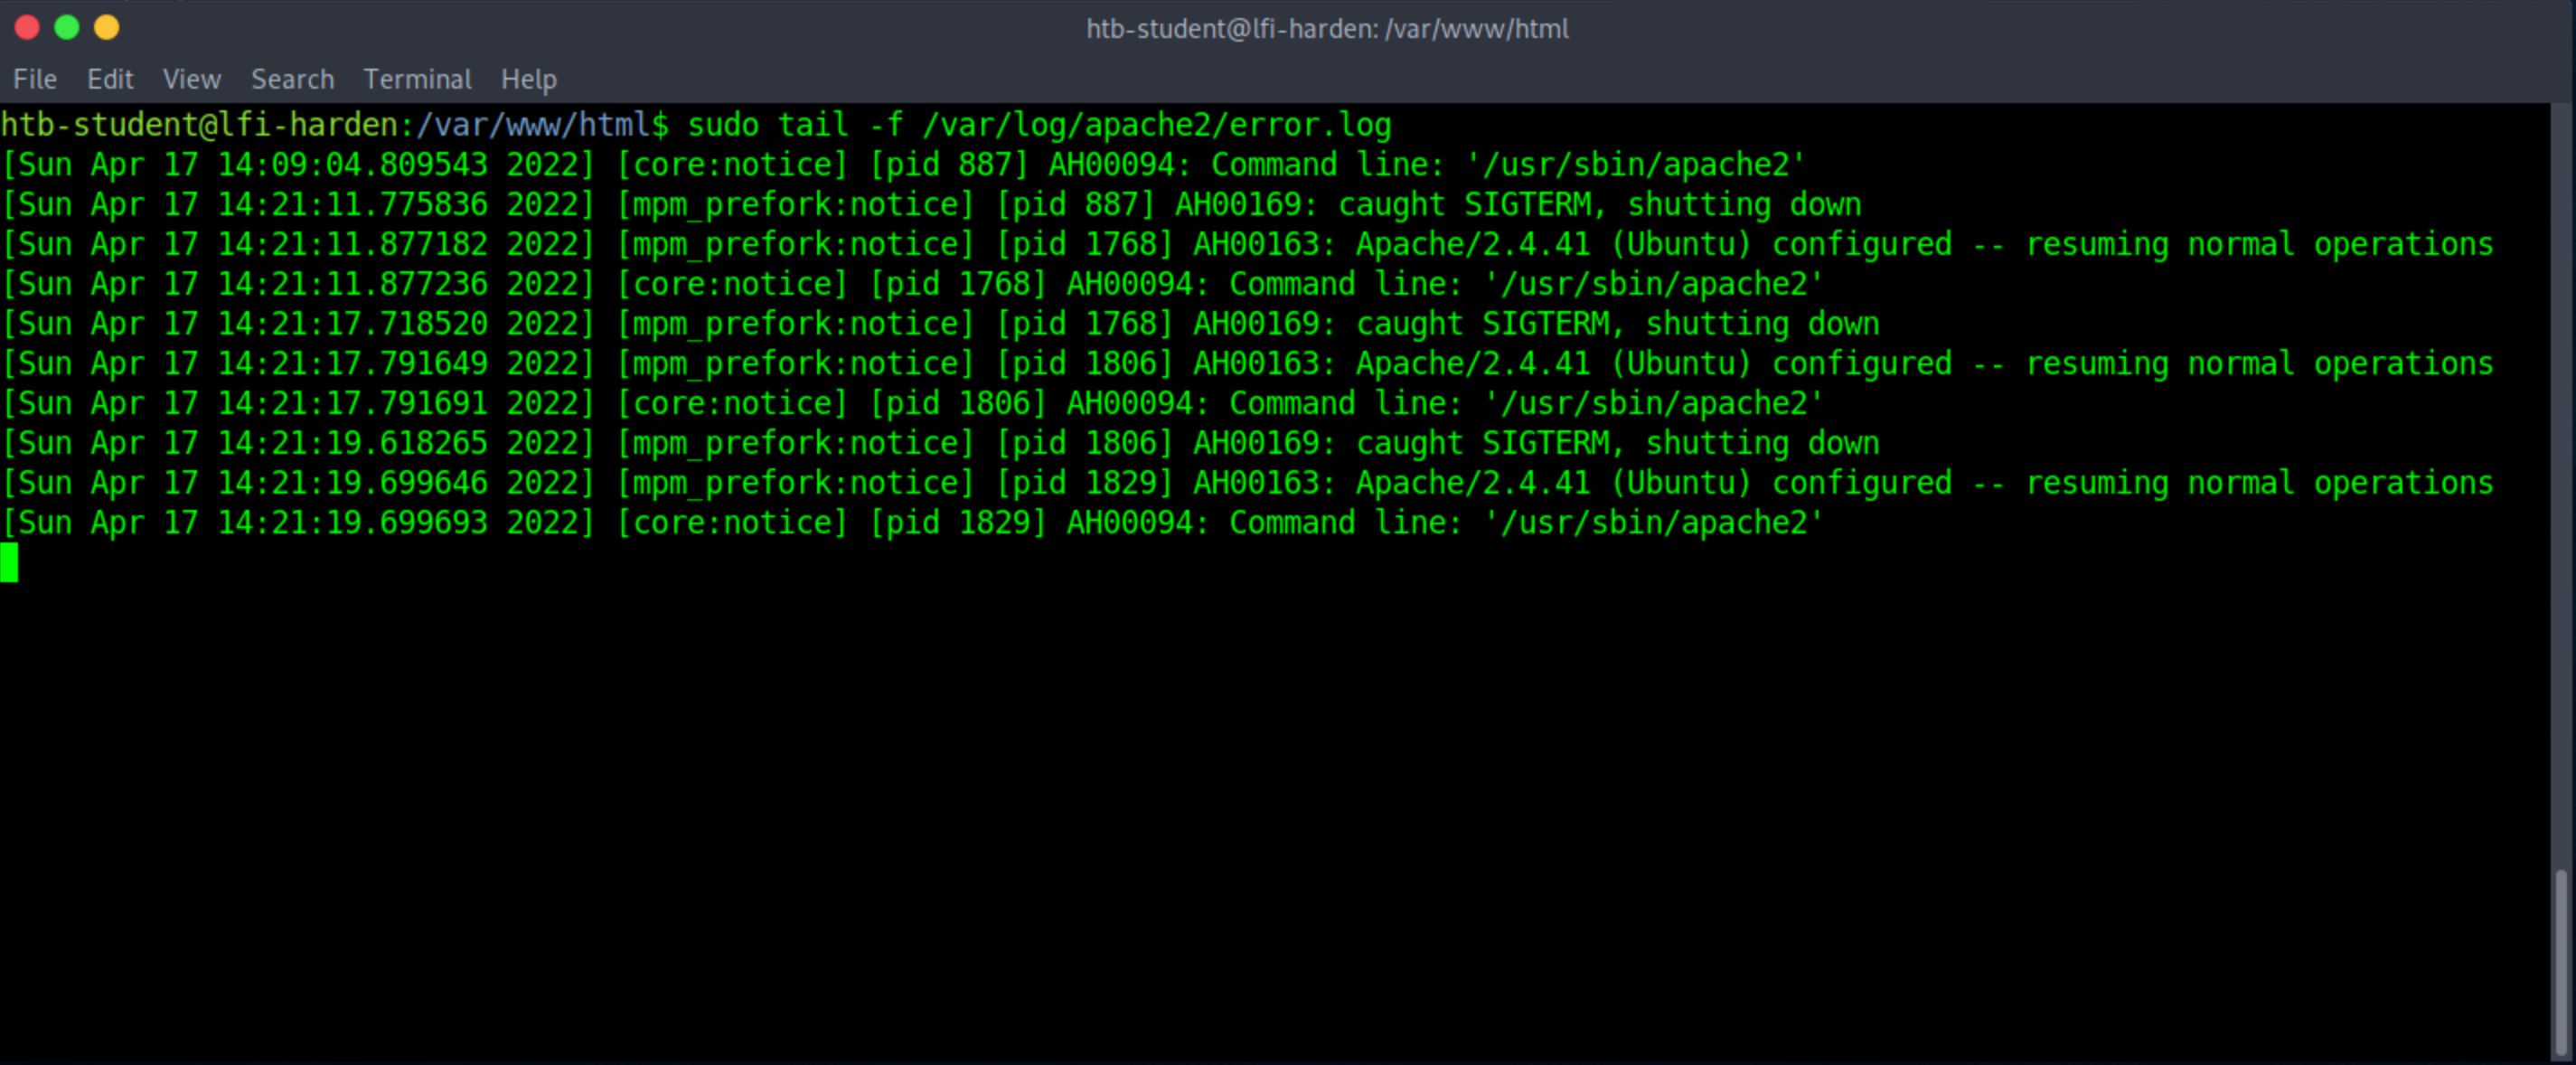 htb-student@lfi-harden: /var/www/html
File Edit View Search Terminal Help
htb-student@lfi-harden:/var/www/html$ sudo tail -f /var/log/apache2/error.log
[Sun Apr 17 14:09:04.809543 2022] [core:notice] [pid 887] AH00094: Command line: '/usr/sbin/apache2'
[Sun Apr 17 14:21:11.775836 2022] [mpm_prefork:notice] [pid 887] AH00169: caught SIGTERM, shutting down
[Sun Apr 17 14:21:11.877182 2022] [mpm_prefork:notice] [pid 1768] AH00163: Apache/2.4.41 (Ubuntu) configured -- resuming normal operations
[Sun Apr 17 14:21:11.877236 2022] [core:notice] [pid 1768] AH00094: Command line: '/usr/sbin/apache2'
[Sun Apr 17 14:21:17.718520 2022] [mpm_prefork:notice] [pid 1768] AH00169: caught SIGTERM, shutting down
[Sun Apr 17 14:21:17.791649 2022] [mpm_prefork:notice] [pid 1806] AH00163: Apache/2.4.41 (Ubuntu) configured -- resuming normal operations
[Sun Apr 17 14:21:17.791691 2022] [core:notice] [pid 1806] AH00094: Command line: '/usr/sbin/apache2'
[Sun Apr 17 14:21:19.618265 2022] [mpm_prefork:notice] [pid 1806] AH00169: caught SIGTERM, shutting down
[Sun Apr 17 14:21:19.699646 2022] [mpm_prefork:notice] [pid 1829] AH00163: Apache/2.4.41 (Ubuntu) configured -- resuming normal operations
[Sun Apr 17 14:21:19.699693 2022] [core:notice] [pid 1829] AH00094: Command line: '/usr/sbin/apache2'